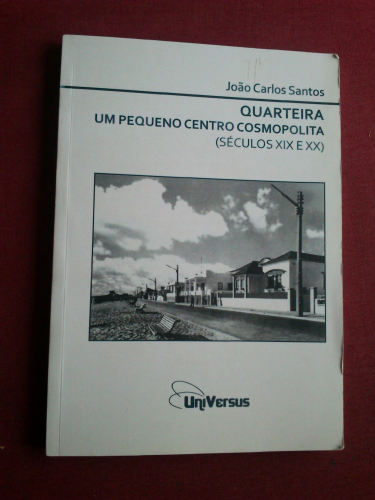 João Carlos Santos
QUARTEIRA
UM PEQUENO CENTRO COSMOPOLITA
(SÉCULOS XIX E XX)
UniVersus